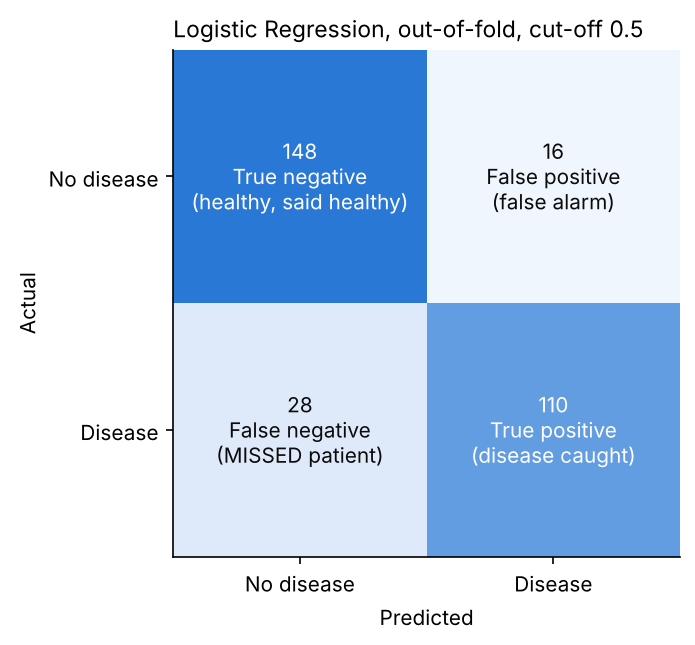 Logistic Regression, out-of-fold, cut-off 0.5
148
True negative
(healthy, said healthy)
16
False positive
(false alarm)
No disease
Actual
28
False negative
(MISSED patient)
110
True positive
(disease caught)
Disease
No disease
Disease
Predicted